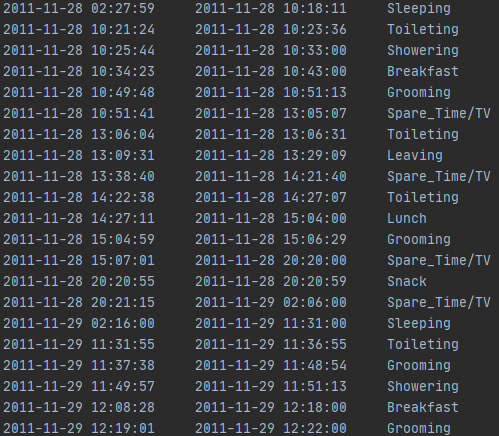 2011-11-28 02:27:59 2011-11-28 10:18:11 Sleeping
2011-11-28 10:21:24 2011-11-28 10:23:36 Toileting
2011-11-28 10:25:44 2011-11-28 10:33:00 Showering
2011-11-28 10:34:23 2011-11-28 10:43:00 Breakfast
2011-11-28 10:49:48 2011-11-28 10:51:13 Grooming
2011-11-28 10:51:41 2011-11-28 13:05:07 Spare_Time/TV
2011-11-28 13:06:04 2011-11-28 13:06:31 Toileting
2011-11-28 13:09:31 2011-11-28 13:29:09 Leaving
2011-11-28 13:38:40 2011-11-28 14:21:40 Spare_Time/TV
2011-11-28 14:22:38 2011-11-28 14:27:07 Toileting
2011-11-28 14:27:11 2011-11-28 15:04:00 Lunch
2011-11-28 15:04:59 2011-11-28 15:06:29 Grooming
2011-11-28 15:07:01 2011-11-28 20:20:00 Spare_Time/TV
2011-11-28 20:20:55 2011-11-28 20:20:59 Snack
2011-11-28 20:21:15 2011-11-29 02:06:00 Spare_Time/TV
2011-11-29 02:16:00 2011-11-29 11:31:00 Sleeping
2011-11-29 11:31:55 2011-11-29 11:36:55 Toileting
2011-11-29 11:37:38 2011-11-29 11:48:54 Grooming
2011-11-29 11:49:57 2011-11-29 11:51:13 Showering
2011-11-29 12:08:28 2011-11-29 12:18:00 Breakfast
2011-11-29 12:19:01 2011-11-29 12:22:00 Grooming